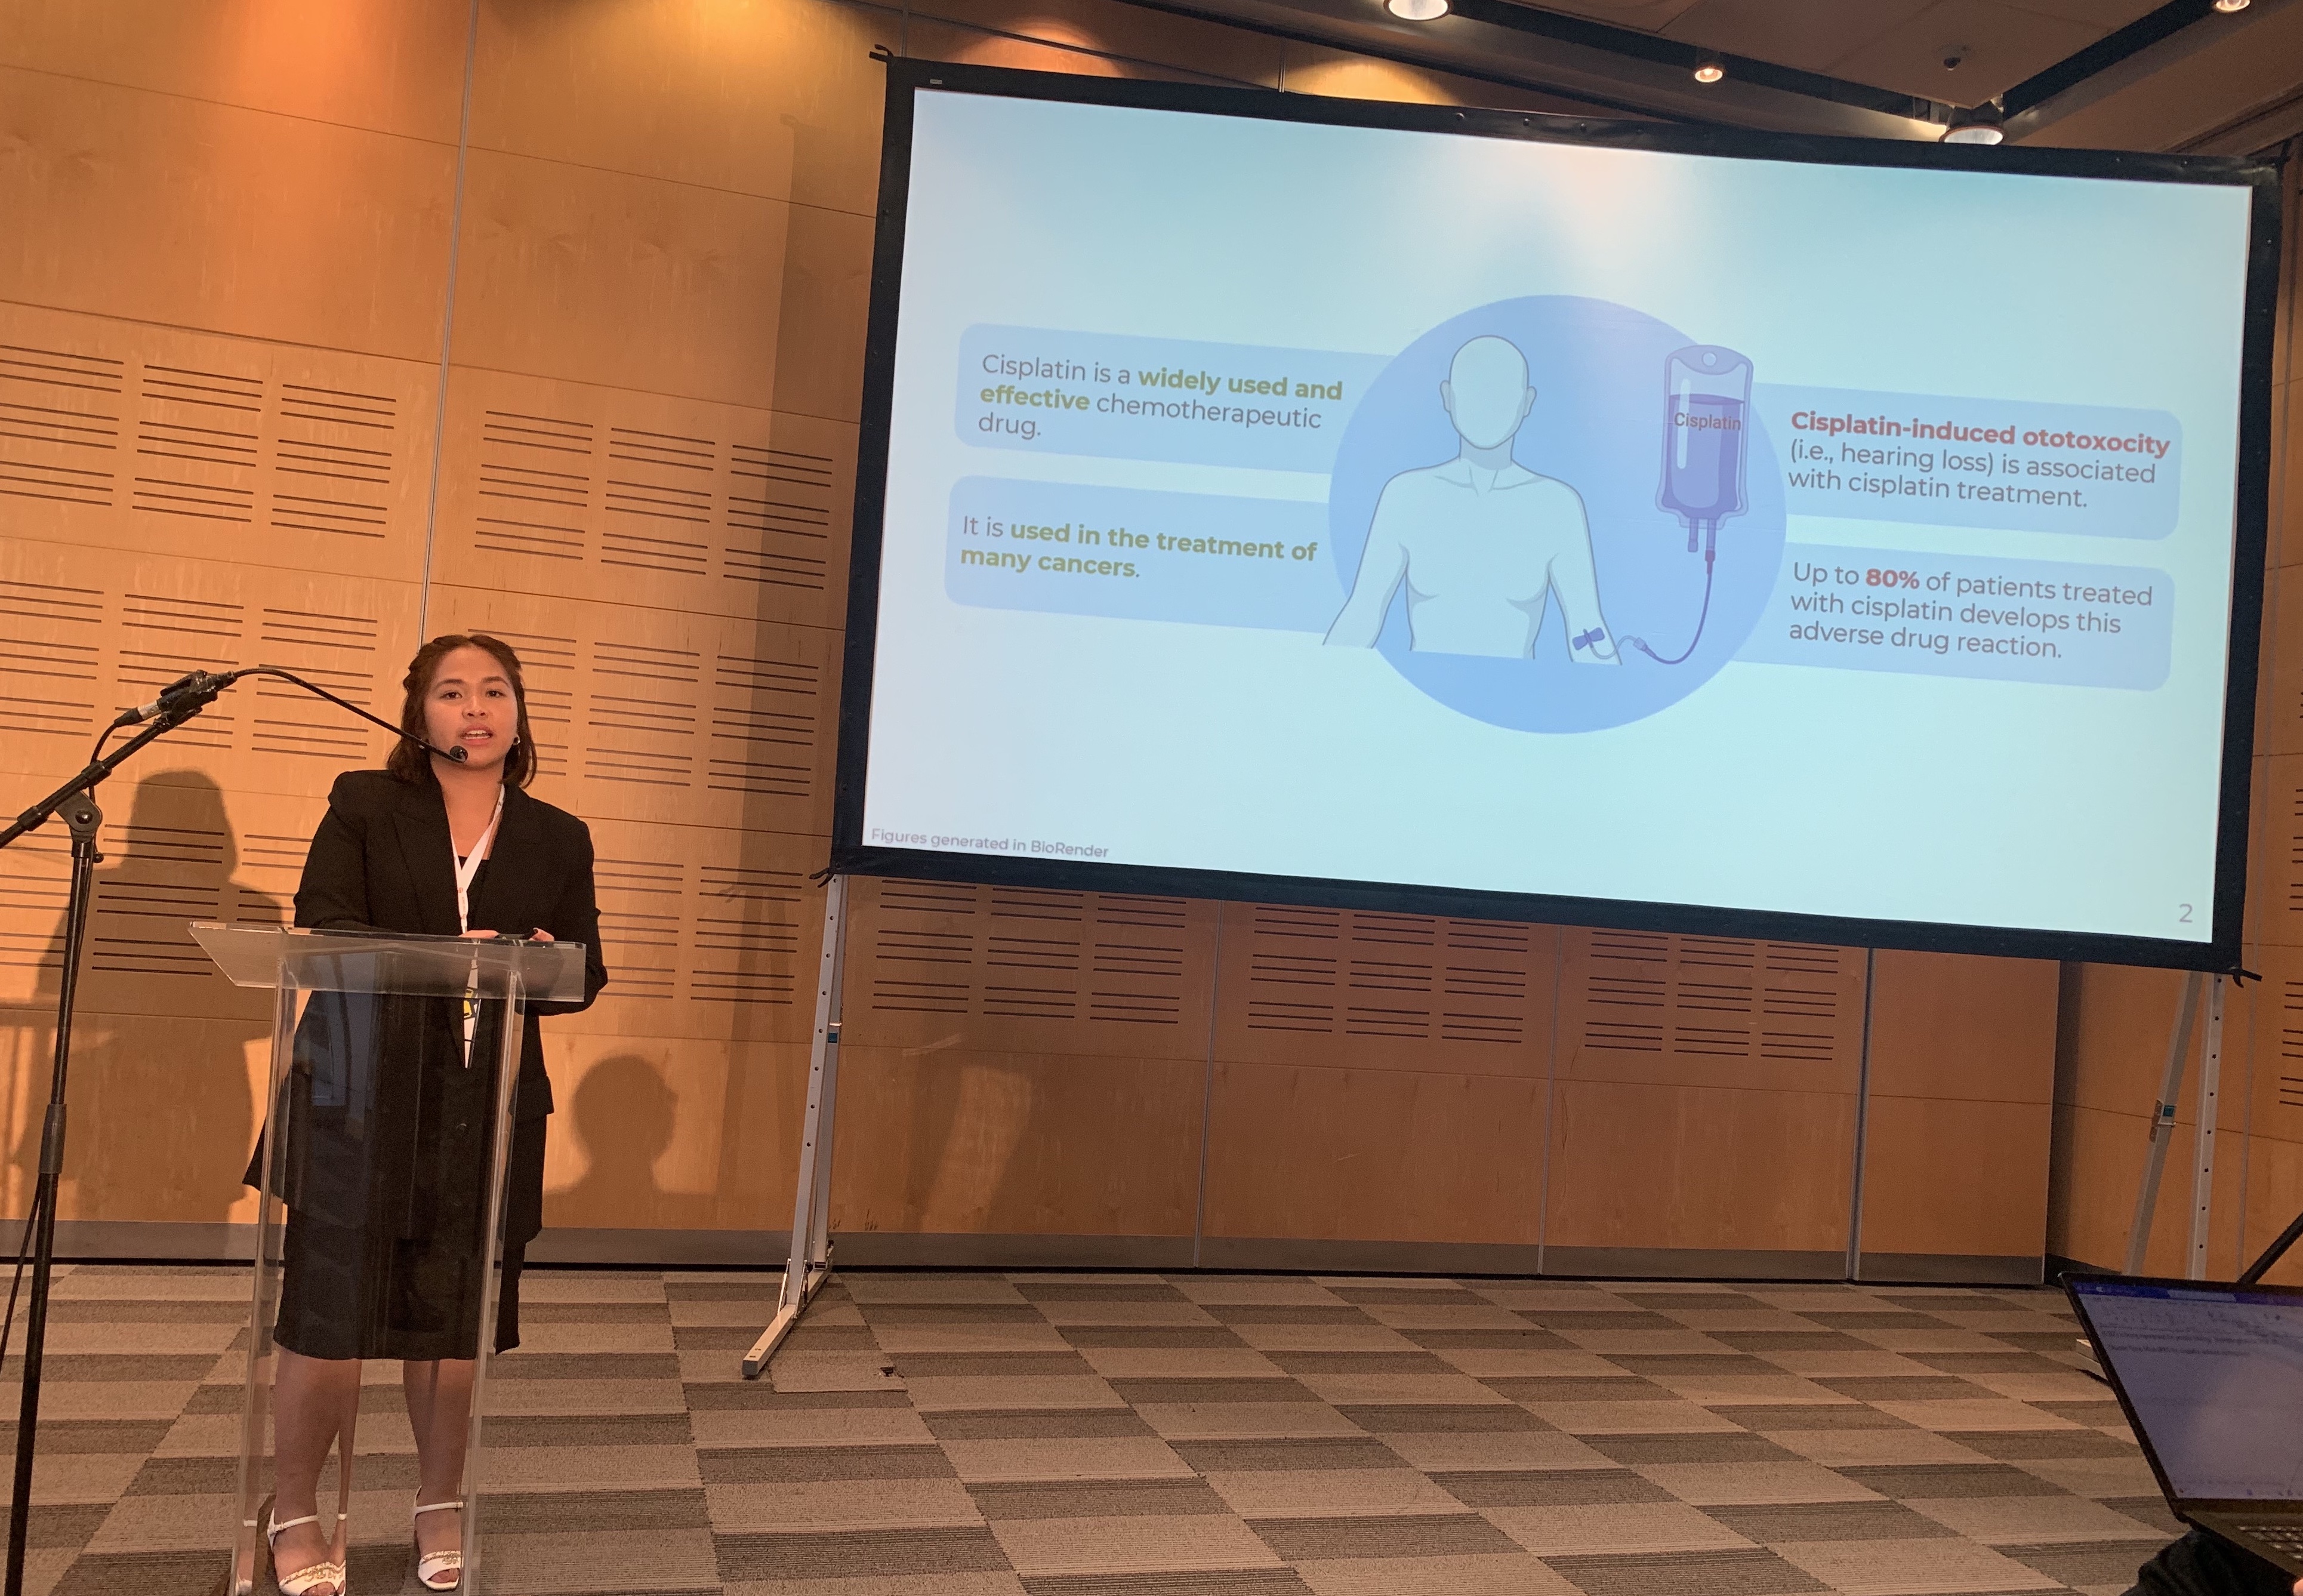 Cisplatin is a widely used and
effective chemotherapeutic
drug.
It is used in the treatment of
many cancers.
Cisplatin
Cisplatin-induced ototoxocity
(i.e., hearing loss) is associated
with cisplatin treatment.
Up to 80% of patients treated
with cisplatin develops this
adverse drug reaction.
Figures generated in BioRender
2